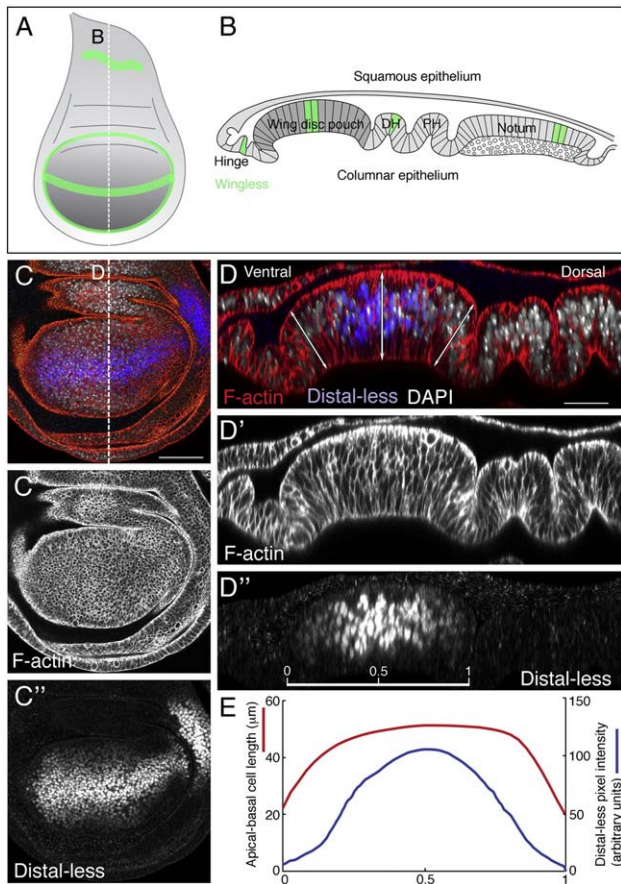 A
B
B
Squamous epithelium
Wing disc pouch
DH
PH
Notum
Hinge
Wingless
Columnar epithelium
C
D
D
Ventral
Dorsal
F-actin
Distal-less
DAPI
C'
F-actin
D'
F-actin
D''
0
0.5
1
Distal-less
C''
Distal-less
E
Apical-basal cell length (μm)
60
40
20
0
0
0.5
1
150
100
50
0
Distal-less pixel intensity
(arbitrary units)